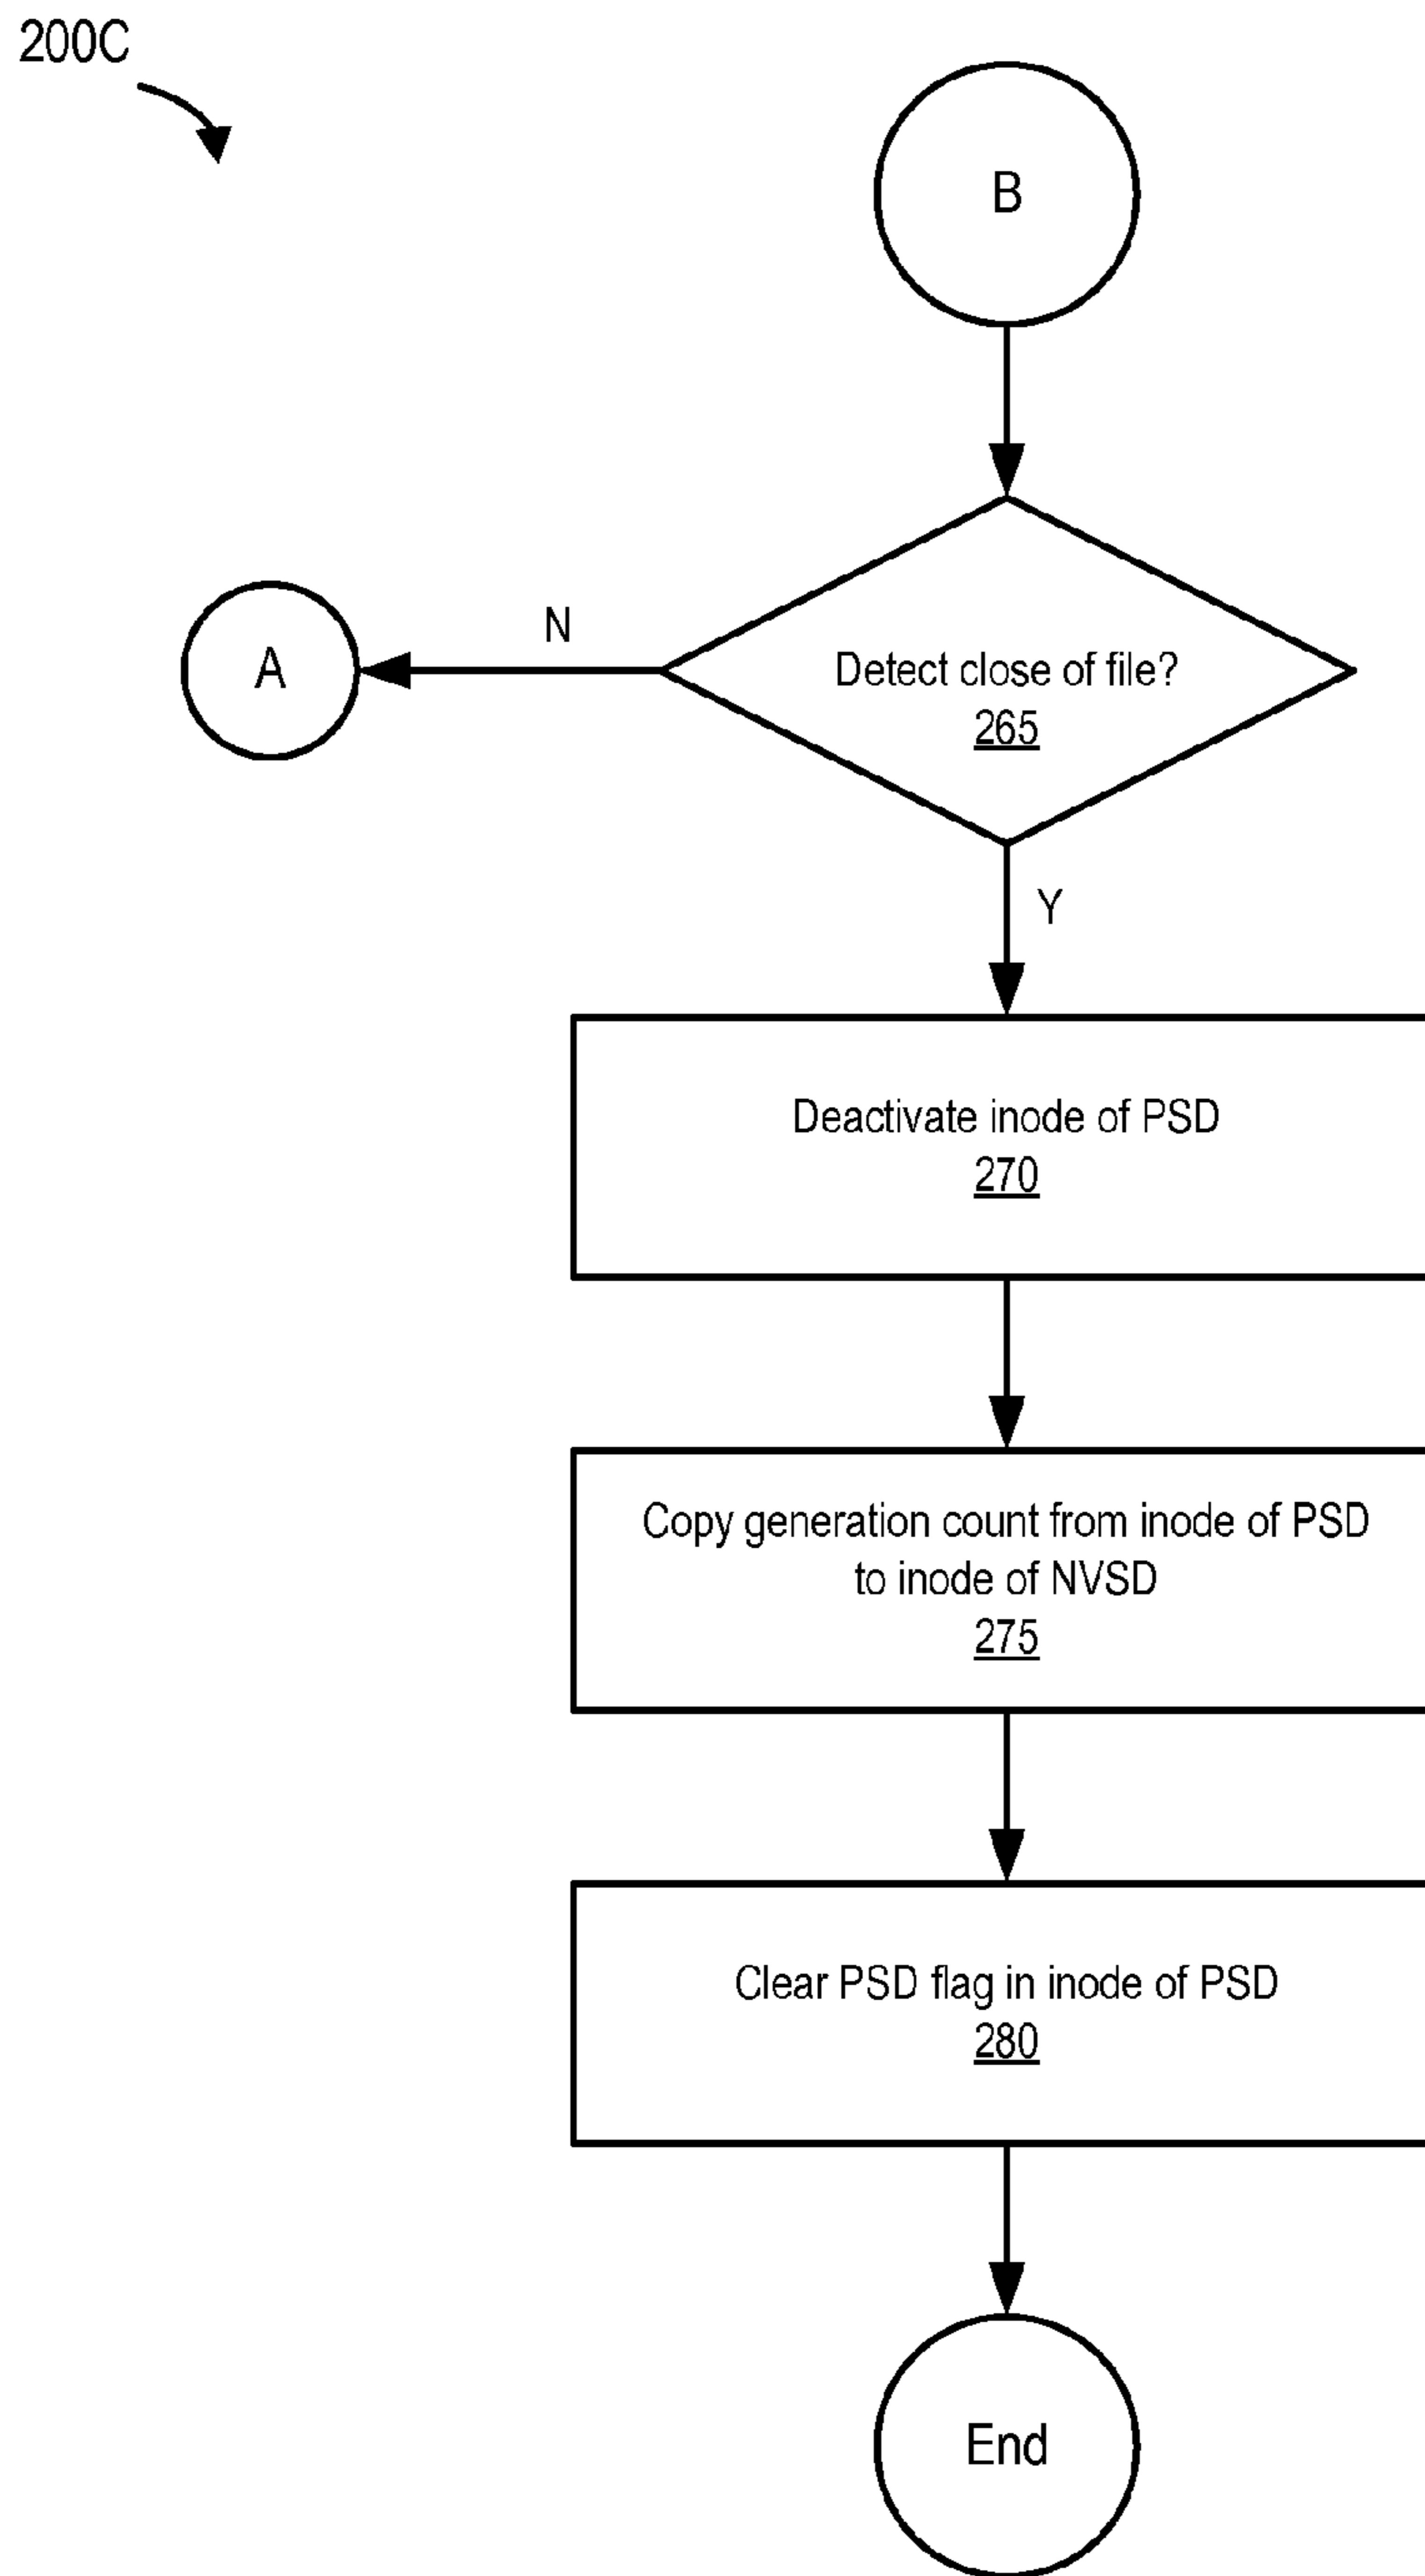 200C
B
N
A
Detect close of file?
265
Y
Deactivate inode of PSD
270
Copy generation count from inode of PSD
to inode of NVSD
275
Clear PSD flag in inode of PSD
280
End